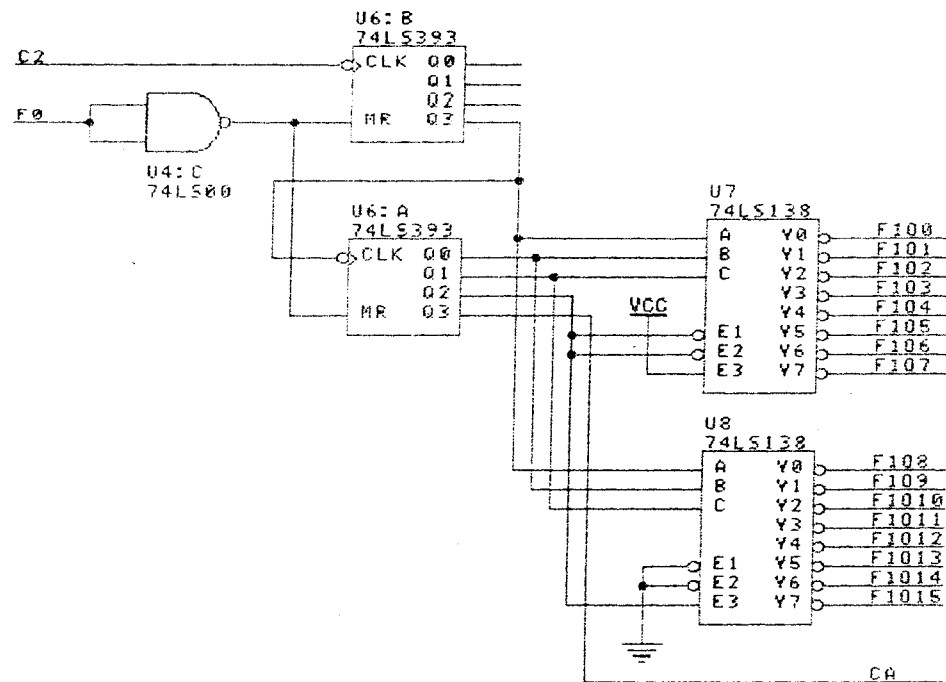 U6:B
74LS393
C2
CLK Q0
Q1
Q2
MR Q3
F0
U4:C
74LS00
U6:A
74LS393
CLK Q0
Q1
Q2
MR Q3
U7
74LS138
A Y0 F100
B Y1 F101
C Y2 F102
Y3 F103
VCC
Y4 F104
E1 Y5 F105
E2 Y6 F106
E3 Y7 F107
U8
74LS138
A Y0 F108
B Y1 F109
C Y2 F1010
Y3 F1011
Y4 F1012
E1 Y5 F1013
E2 Y6 F1014
E3 Y7 F1015
CA